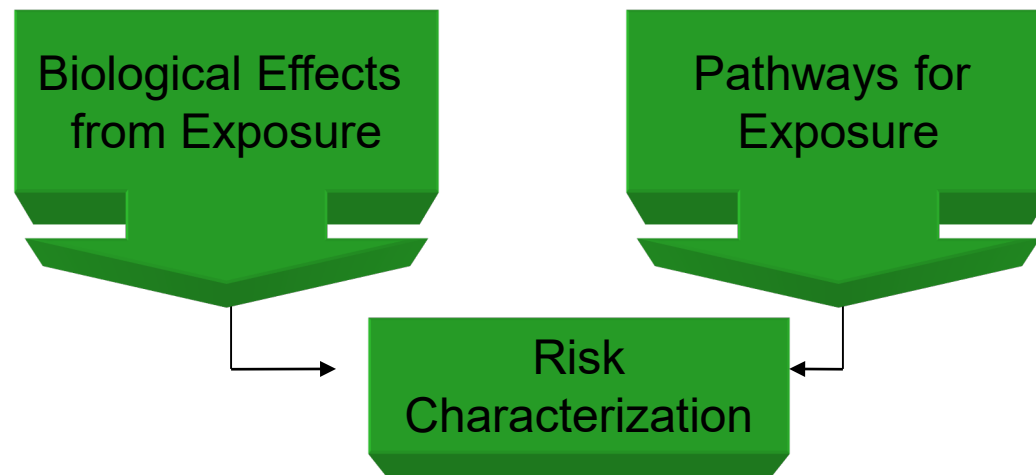 Biological Effects
from Exposure
Pathways for
Exposure
Risk
Characterization